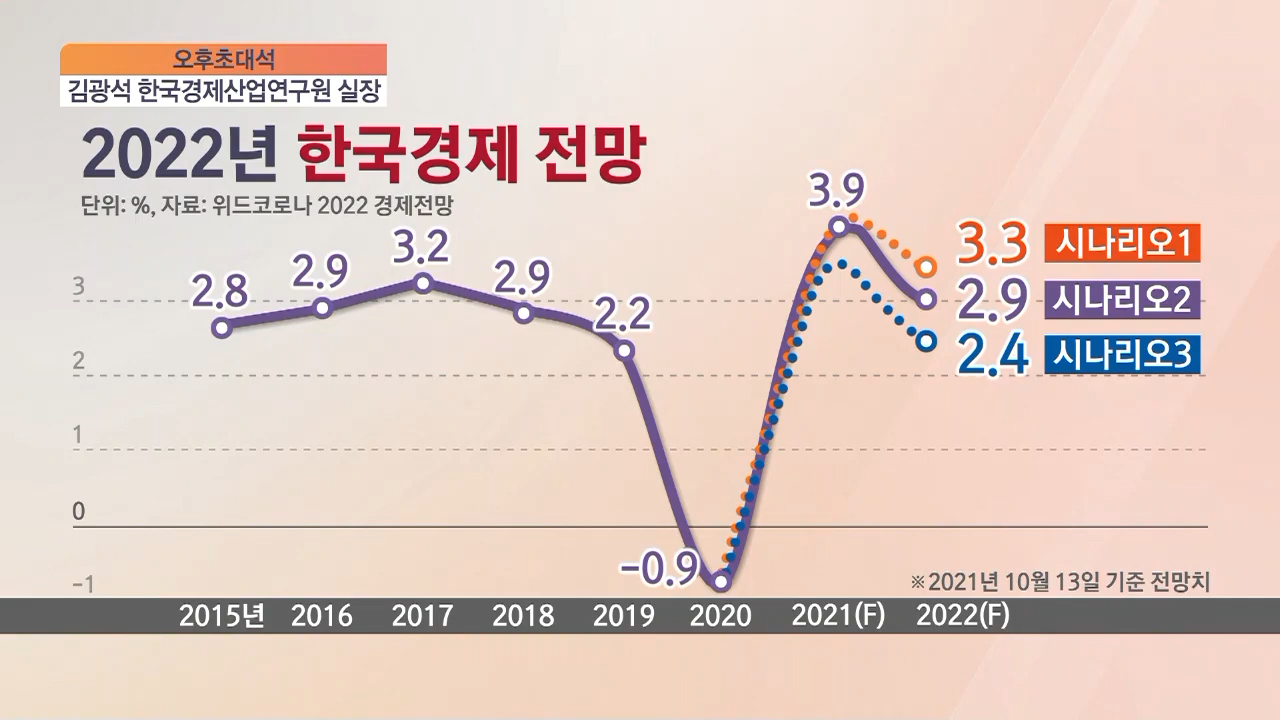 오후초대석
김광석 한국경제산업연구원 실장
2022년 한국경제 전망
단위: %, 자료: 위드코로나 2022 경제전망
3.9
3.2
2.9
2.9
2.8
2.2
-0.9
3.3 시나리오1
2.9 시나리오2
2.4 시나리오3
3
2
1
0
-1
※2021년 10월 13일 기준 전망치
2015년 2016 2017 2018 2019 2020 2021(F) 2022(F)